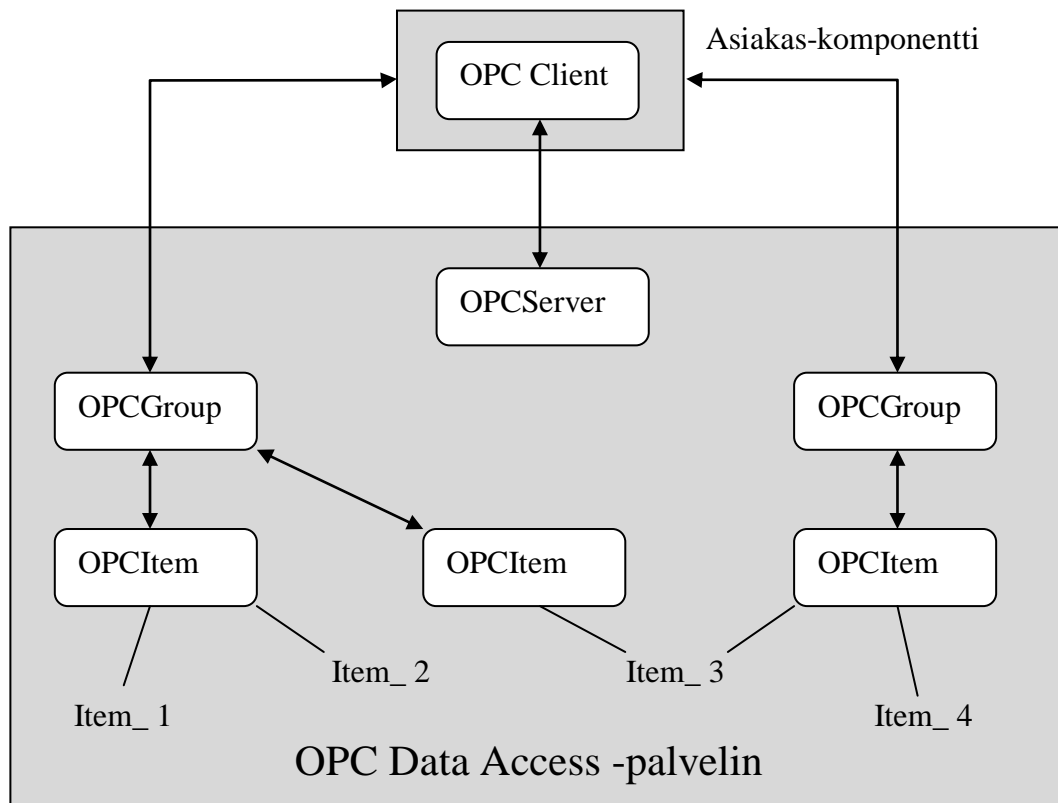 Asiakas-komponentti
OPC Client
OPCServer
OPCGroup
OPCGroup
OPCItem
OPCItem
OPCItem
Item_ 2
Item_ 3
Item_ 1
Item_ 4
OPC Data Access -palvelin